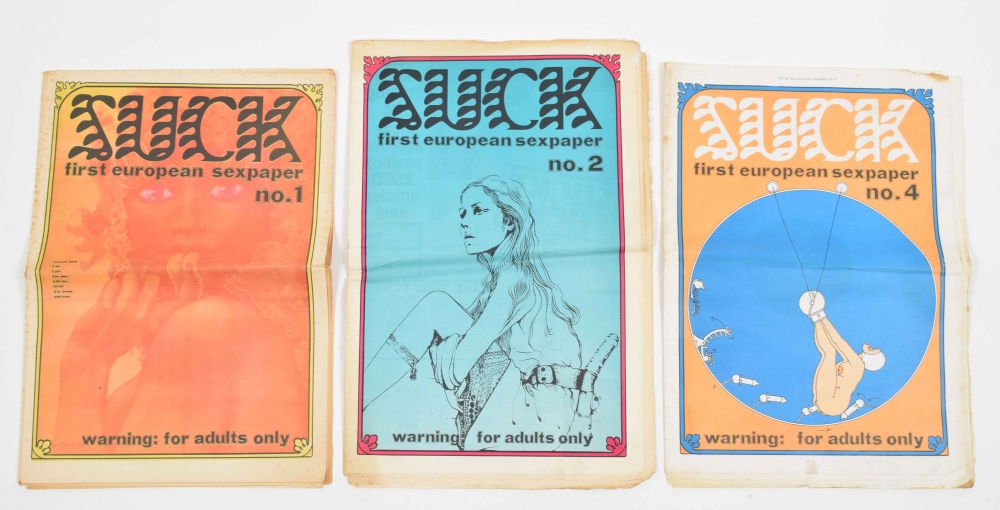 SUCK
first european sexpaper
no.1
warning: for adults only
SUCK
first european sexpaper
no. 2
warning: for adults only
SUCK
first european sexpaper
no. 4
warning: for adults only